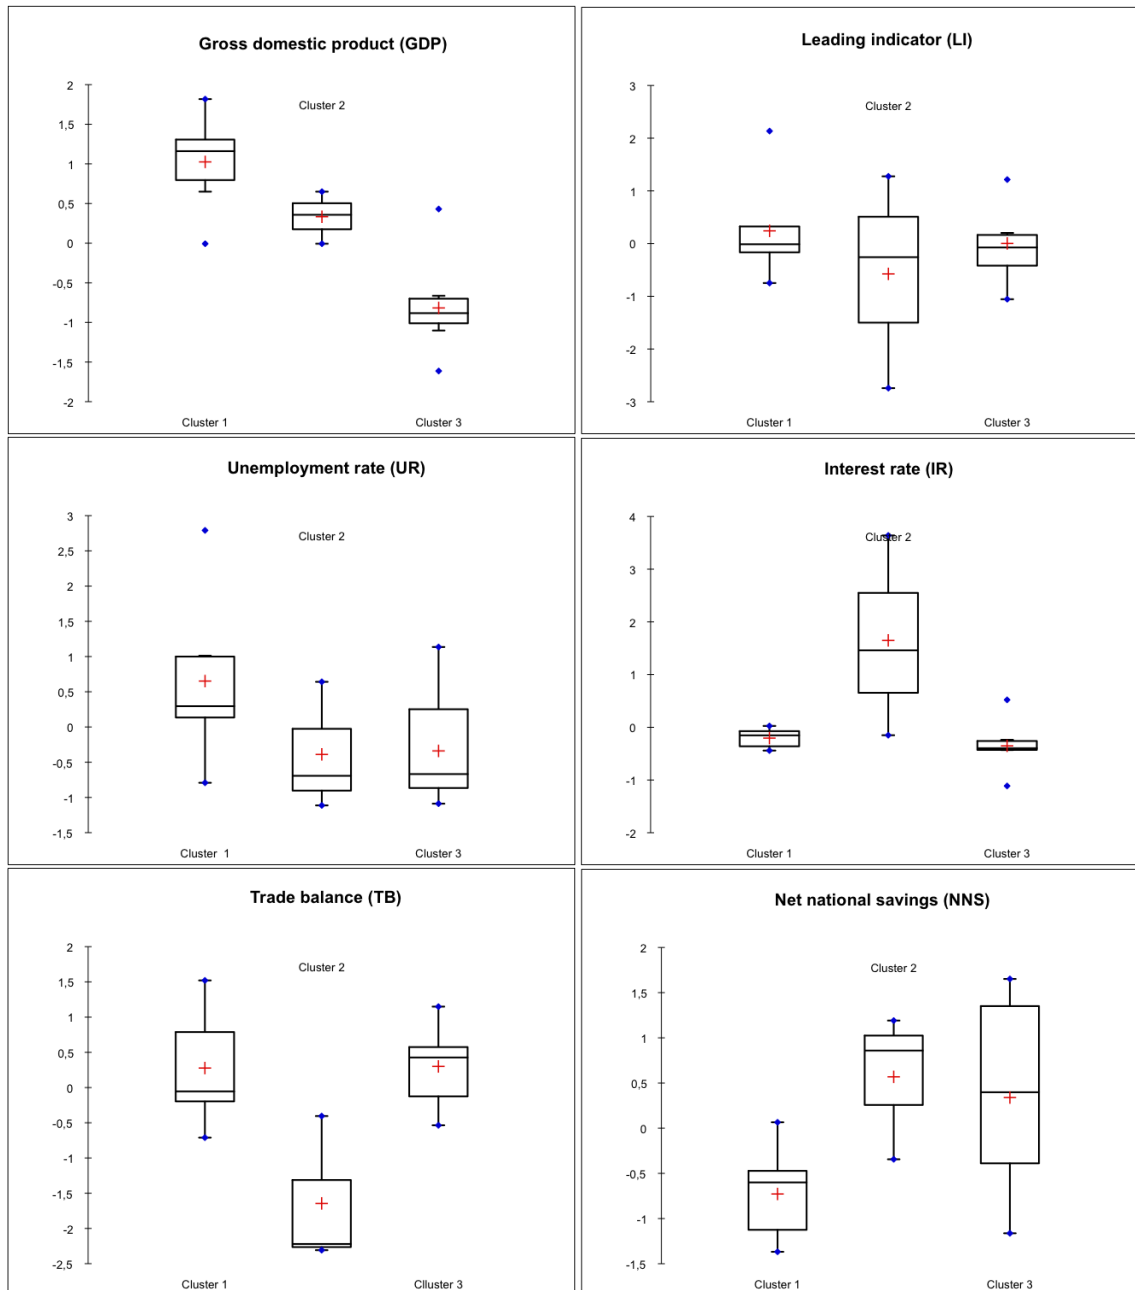 Gross domestic product (GDP)
2
Cluster 2
1,5
1
0,5
0
-0,5
-1
-1,5
-2
Cluster 1
Cluster 3
Leading indicator (LI)
3
Cluster 2
2
1
0
-1
-2
-3
Cluster 1
Cluster 3
Unemployment rate (UR)
3
Cluster 2
2,5
2
1,5
1
0,5
0
-0,5
-1
-1,5
Cluster 1
Cluster 3
Interest rate (IR)
4
Cluster 2
3
2
1
0
-1
-2
Cluster 1
Cluster 3
Trade balance (TB)
2
Cluster 2
1,5
1
0,5
0
-0,5
-1
-1,5
-2
-2,5
Cluster 1
Clluster 3
Net national savings (NNS)
2
Cluster 2
1,5
1
0,5
0
-0,5
-1
-1,5
Cluster 1
Cluster 3